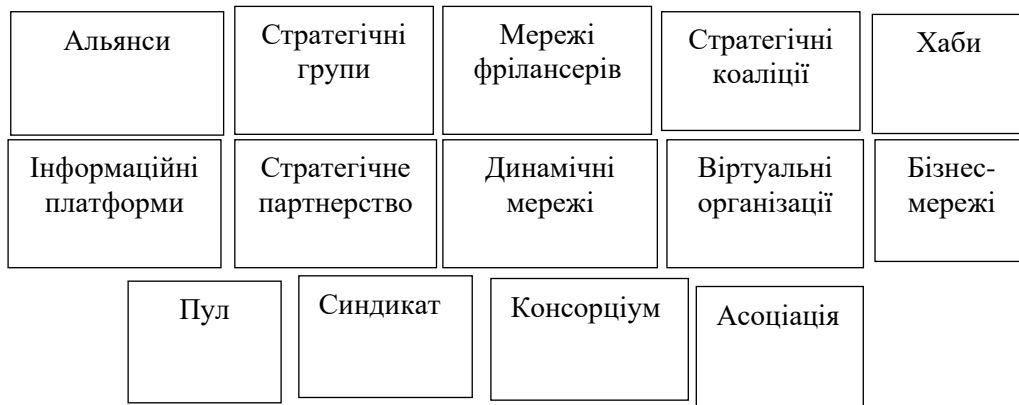 Альянси
Стратегічні
групи
Мережі
фрілансерів
Стратегічні
коаліції
Хаби
Інформаційні
платформи
Стратегічне
партнерство
Динамічні
мережі
Віртуальні
організації
Бізнес-
мережі
Пул
Синдикат
Консорціум
Асоціація